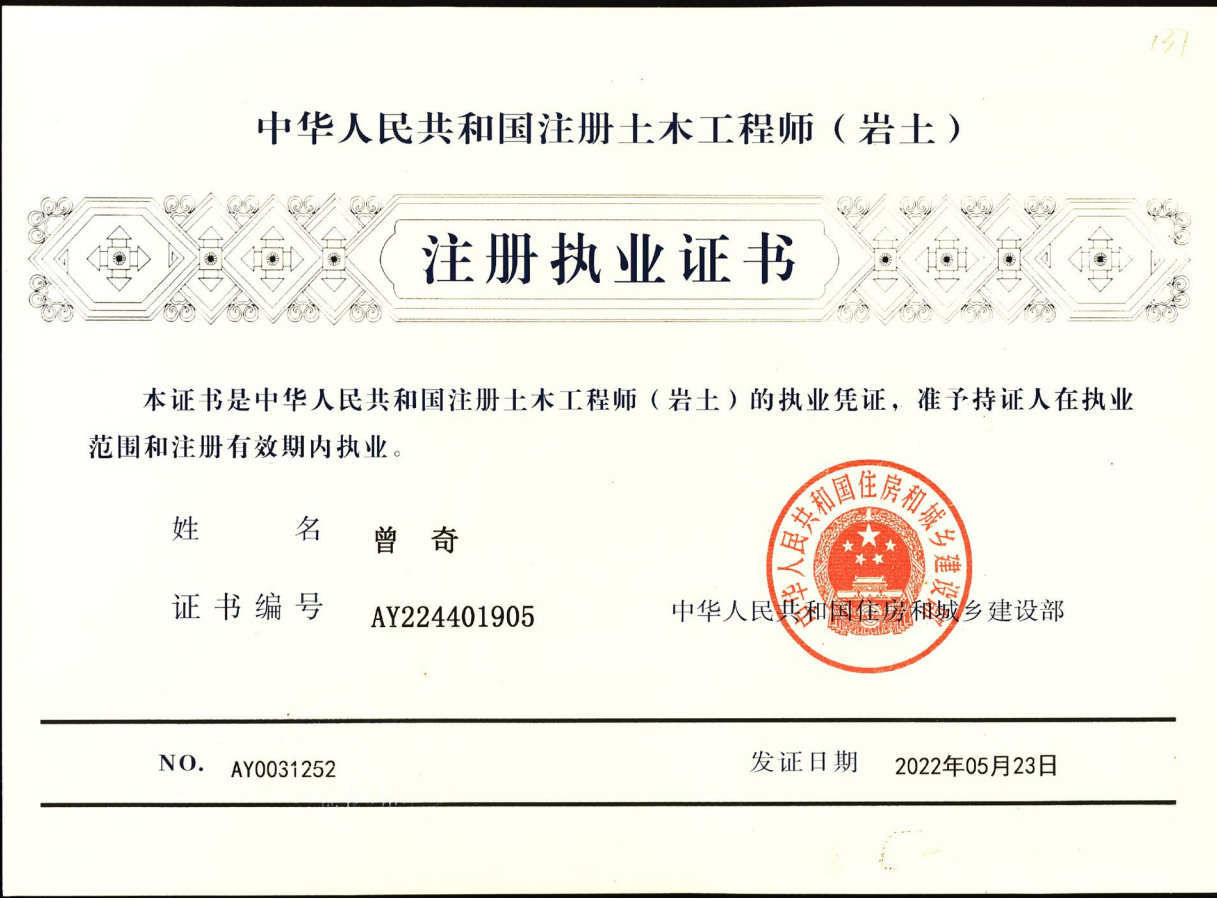 137
中华人民共和国注册土木工程师（岩土）
注册执业证书
本证书是中华人民共和国注册土木工程师（岩土）的执业凭证，准予持证人在执业
范围和注册有效期内执业。
姓名 曾奇
证书编号 AY224401905
中华人民共和国住房和城乡建设部
中华人民共和国住房和城乡建设部
NO. AY0031252
发证日期 2022年05月23日